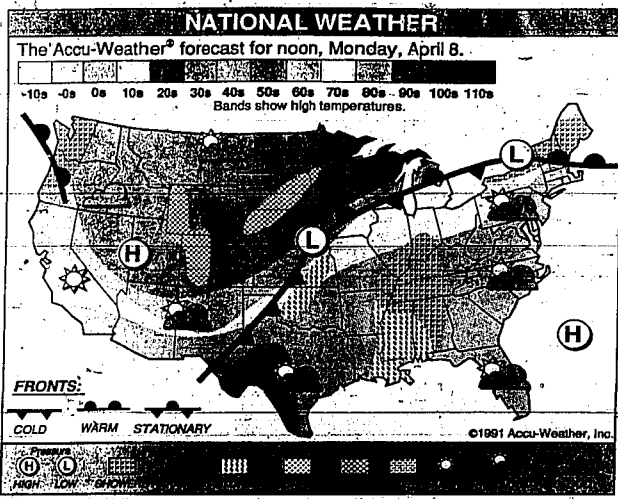 NATIONAL WEATHER
The Accu-Weather® forecast for noon, Monday, April 8.
-10s -0s 0s 10s 20s 30s 40s 50s 60s 70s 80s 90s 100s 110s
Bands show high temperatures.
L
L
H
H
FRONTS:
COLD WARM STATIONARY
©1991 Accu-Weather, Inc.
Pressure
H L
HIGH LOW SHOWERS